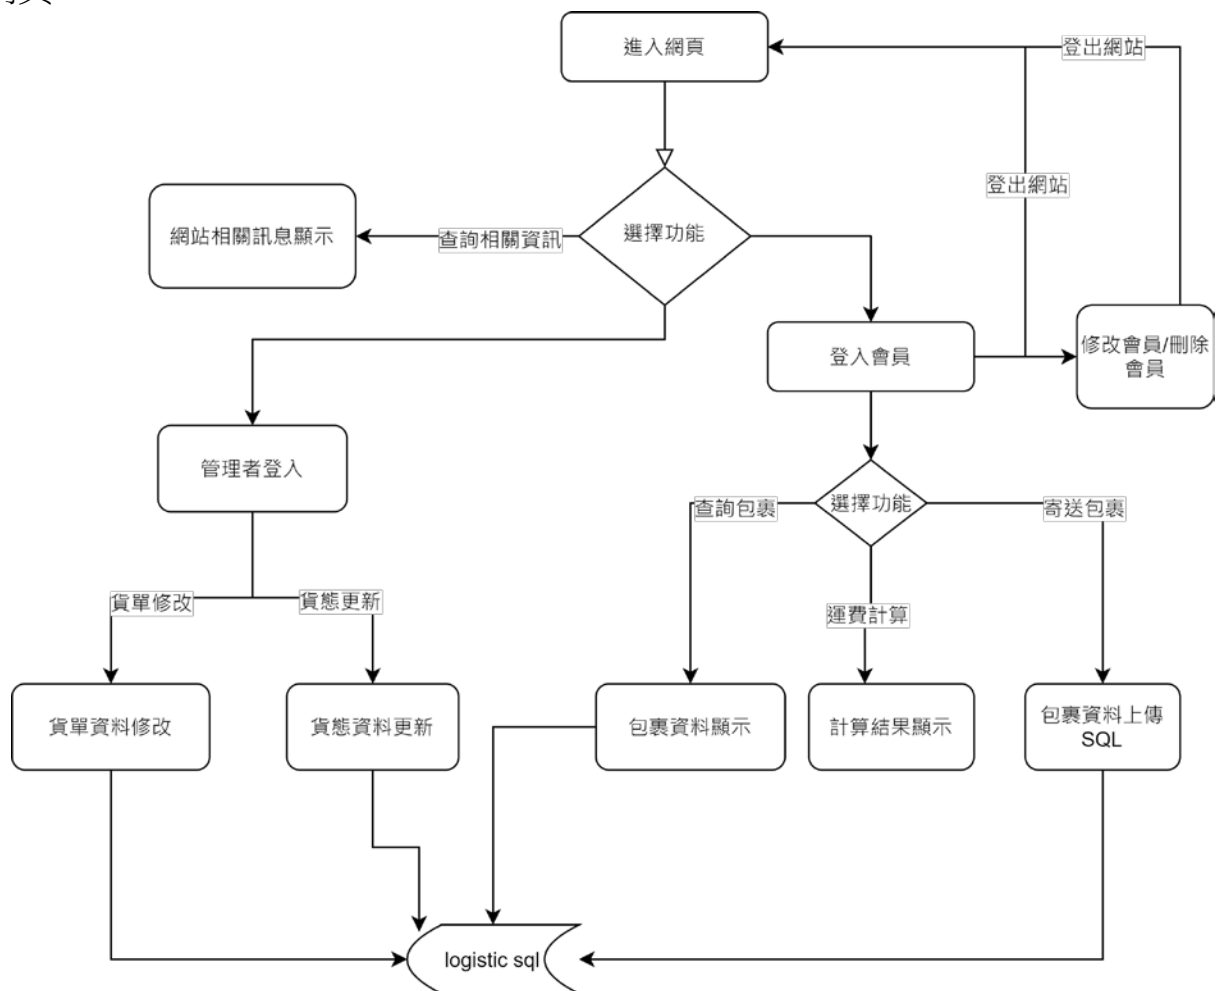 進入網頁
登出網站
登出網站
網站相關訊息顯示
查詢相關資訊
選擇功能
登入會員
修改會員/刪除
會員
管理者登入
查詢包裹
選擇功能
寄送包裹
貨單修改
貨態更新
運費計算
貨單資料修改
貨態資料更新
包裹資料顯示
計算結果顯示
包裹資料上傳
SQL
logistic sql